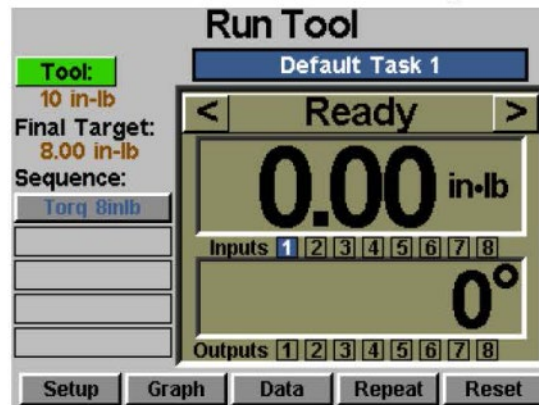 Run Tool
Tool:
10 in-lb
Final Target:
8.00 in-lb
Sequence:
Torq 8inlb
Default Task 1
< Ready >
0.00 in•lb
Inputs 1 2 3 4 5 6 7 8
0°
Outputs 1 2 3 4 5 6 7 8
Setup Graph Data Repeat Reset